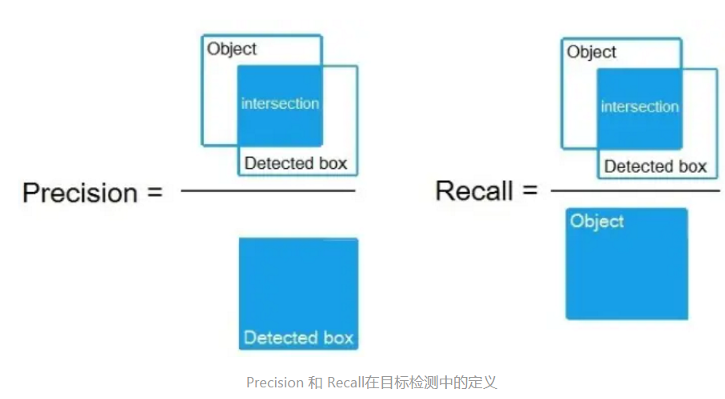 Object
intersection
Detected box
Precision =
Detected box
Object
intersection
Detected box
Recall =
Object
Precision 和 Recall在目标检测中的定义